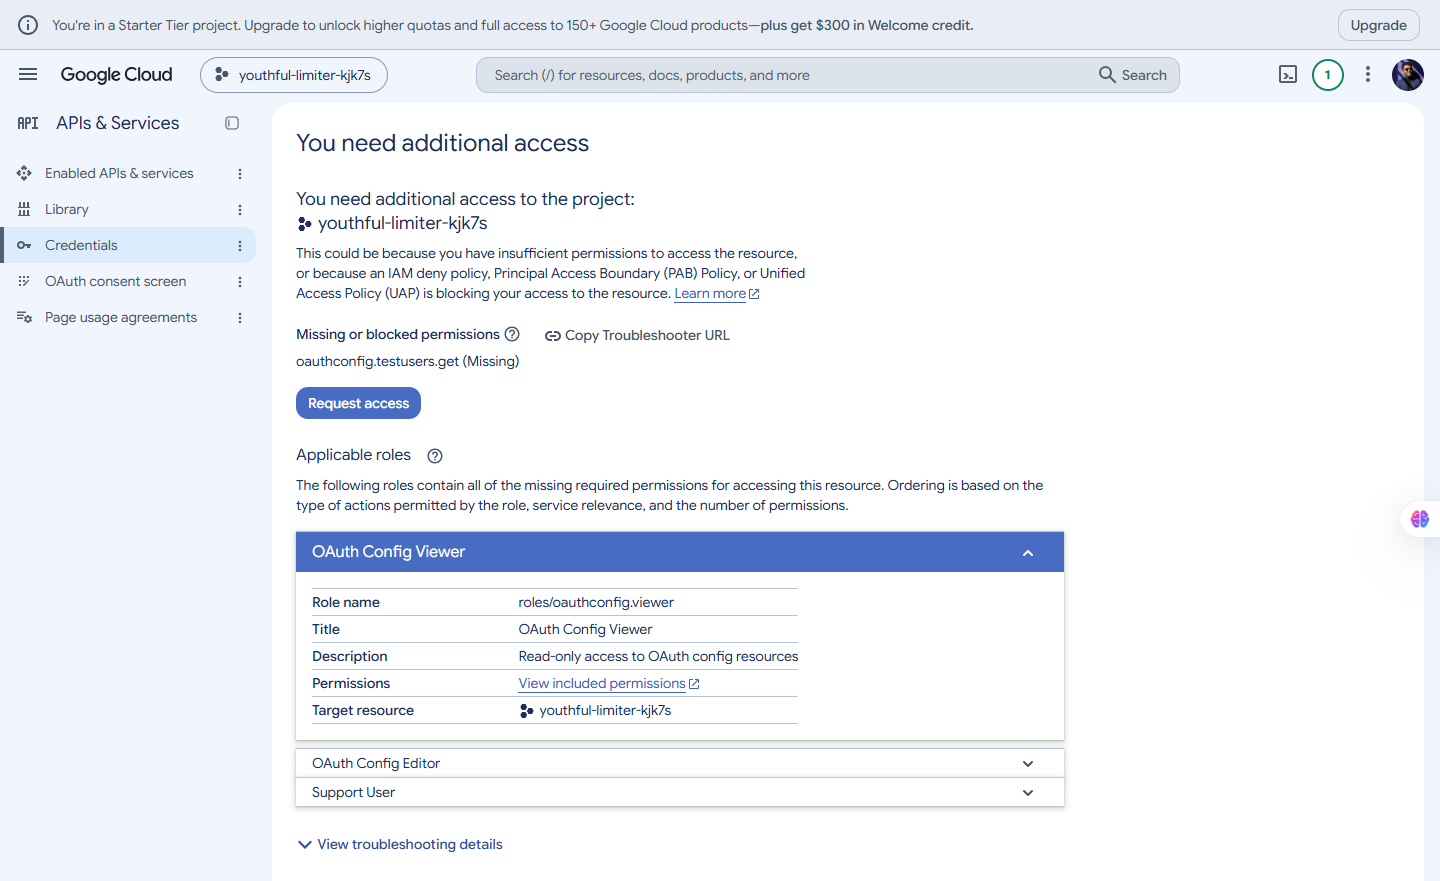 You're in a Starter Tier project. Upgrade to unlock higher quotas and full access to 150+ Google Cloud products—plus get $300 in Welcome credit.
Upgrade
Google Cloud
youthful-limiter-kjk7s
Search (/) for resources, docs, products, and more
Search
1
API APIs & Services
Enabled APIs & services
Library
Credentials
OAuth consent screen
Page usage agreements
You need additional access
You need additional access to the project:
youthful-limiter-kjk7s
This could be because you have insufficient permissions to access the resource,
or because an IAM deny policy, Principal Access Boundary (PAB) Policy, or Unified
Access Policy (UAP) is blocking your access to the resource. Learn more
Missing or blocked permissions
Copy Troubleshooter URL
oauthconfig.testusers.get (Missing)
Request access
Applicable roles
The following roles contain all of the missing required permissions for accessing this resource. Ordering is based on the
type of actions permitted by the role, service relevance, and the number of permissions.
OAuth Config Viewer
Role name roles/oauthconfig.viewer
Title OAuth Config Viewer
Description Read-only access to OAuth config resources
Permissions View included permissions
Target resource youthful-limiter-kjk7s
OAuth Config Editor
Support User
View troubleshooting details